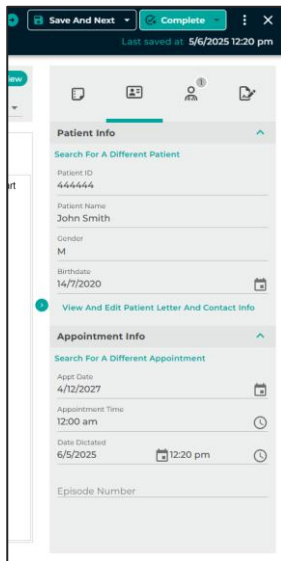 Save And Next
Complete
Last saved at 5/6/2025 12:20 pm
1
Patient Info
Search For A Different Patient
Patient ID
444444
Patient Name
John Smith
Gender
M
Birthdate
14/7/2020
View And Edit Patient Letter And Contact Info
Appointment Info
Search For A Different Appointment
Appt Date
4/12/2027
Appointment Time
12:00 am
Date Dictated
6/5/2025 12:20 pm
Episode Number